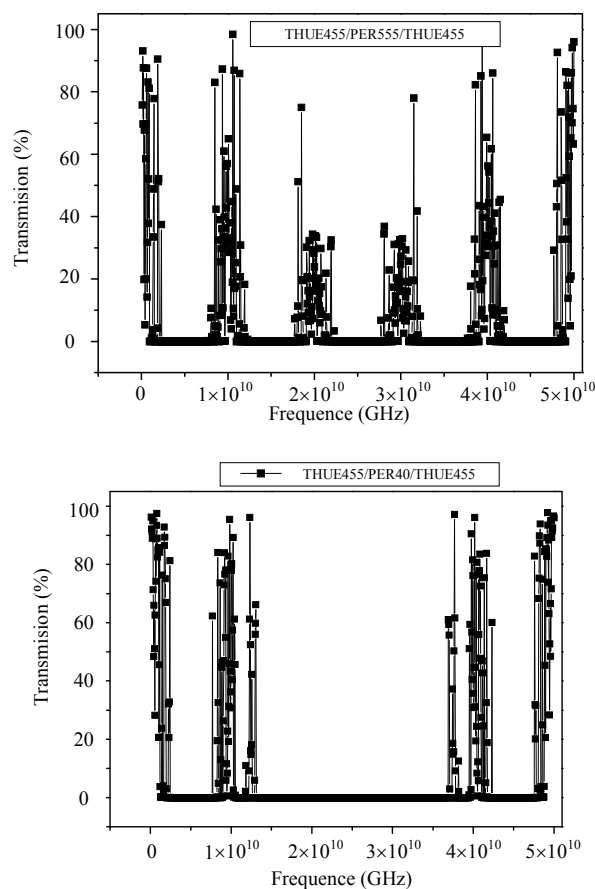 THUE455/PER555/THUE455
100
80
60
40
20
0
Transmision (%)
0 1×10¹⁰ 2×10¹⁰ 3×10¹⁰ 4×10¹⁰ 5×10¹⁰
Frequence (GHz)
THUE455/PER40/THUE455
100
80
60
40
20
0
Transmision (%)
0 1×10¹⁰ 2×10¹⁰ 3×10¹⁰ 4×10¹⁰ 5×10¹⁰
Frequence (GHz)